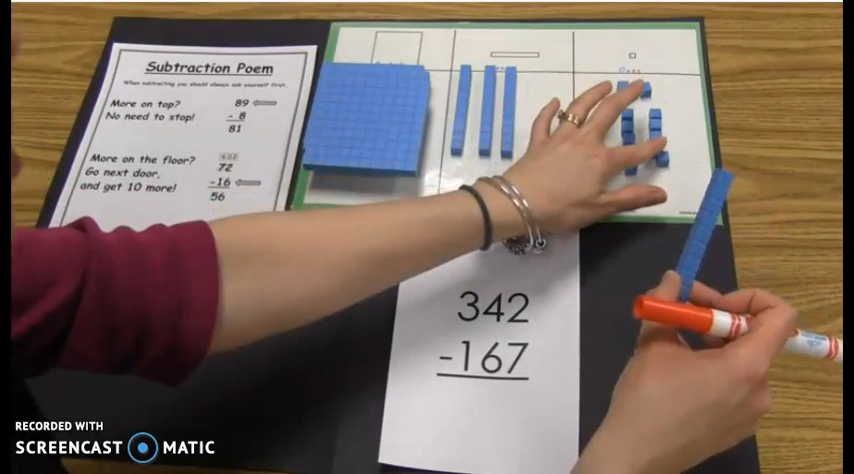 Subtraction Poem
When subtracting you should always ask yourself first.
More on top?
No need to stop!
89
- 8
81
More on the floor?
Go next door,
and get 10 more!
72
-16
56
Ones
342
-167
RECORDED WITH
SCREENCAST MATIC